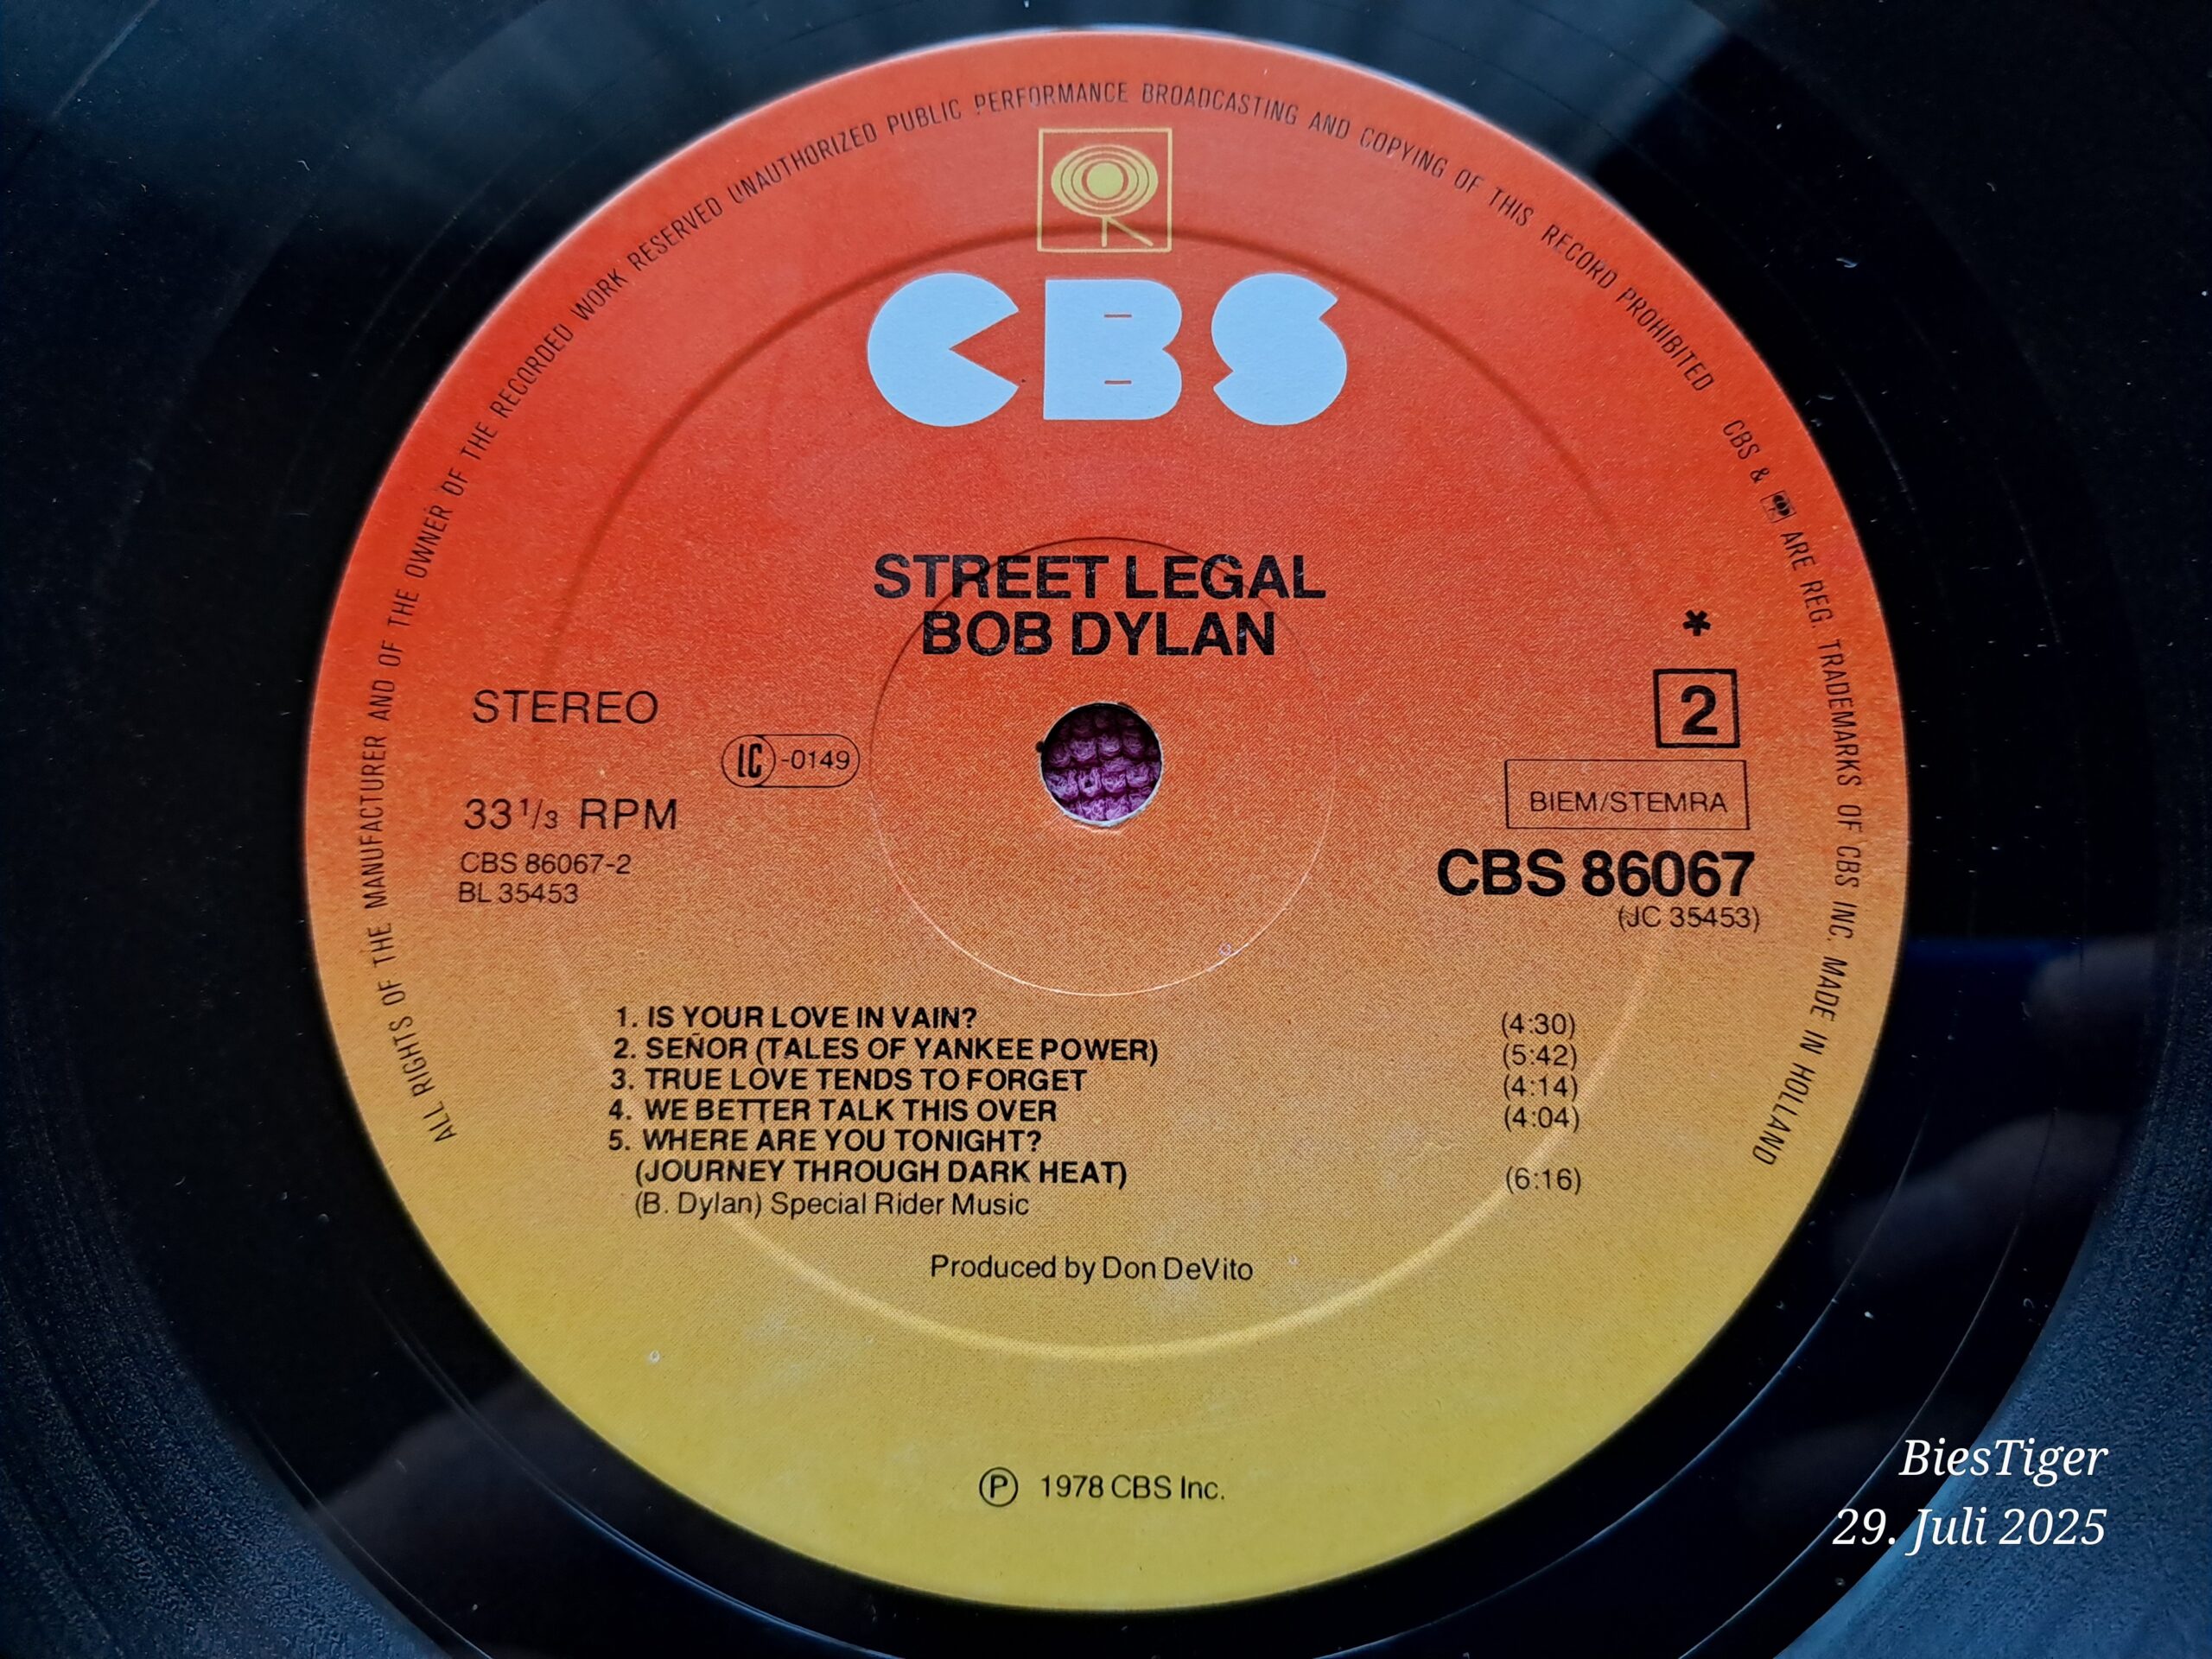 ALL RIGHTS OF THE MANUFACTURER AND OF THE OWNER OF THE RECORDED WORK RESERVED UNAUTHORIZED PUBLIC PERFORMANCE BROADCASTING AND COPYING OF THIS RECORD PROHIBITED CBS & ARE REG. TRADEMARKS OF CBS INC. MADE IN HOLLAND
CBS
STREET LEGAL
BOB DYLAN
STEREO
LC -0149
33 1/3 RPM
CBS 86067-2
BL 35453
*
2
BIEM/STEMRA
CBS 86067
(JC 35453)
1. IS YOUR LOVE IN VAIN? (4:30)
2. SEÑOR (TALES OF YANKEE POWER) (5:42)
3. TRUE LOVE TENDS TO FORGET (4:14)
4. WE BETTER TALK THIS OVER (4:04)
5. WHERE ARE YOU TONIGHT?
(JOURNEY THROUGH DARK HEAT) (6:16)
(B. Dylan) Special Rider Music
Produced by Don DeVito
Ⓟ 1978 CBS Inc.
BiesTiger
29. Juli 2025